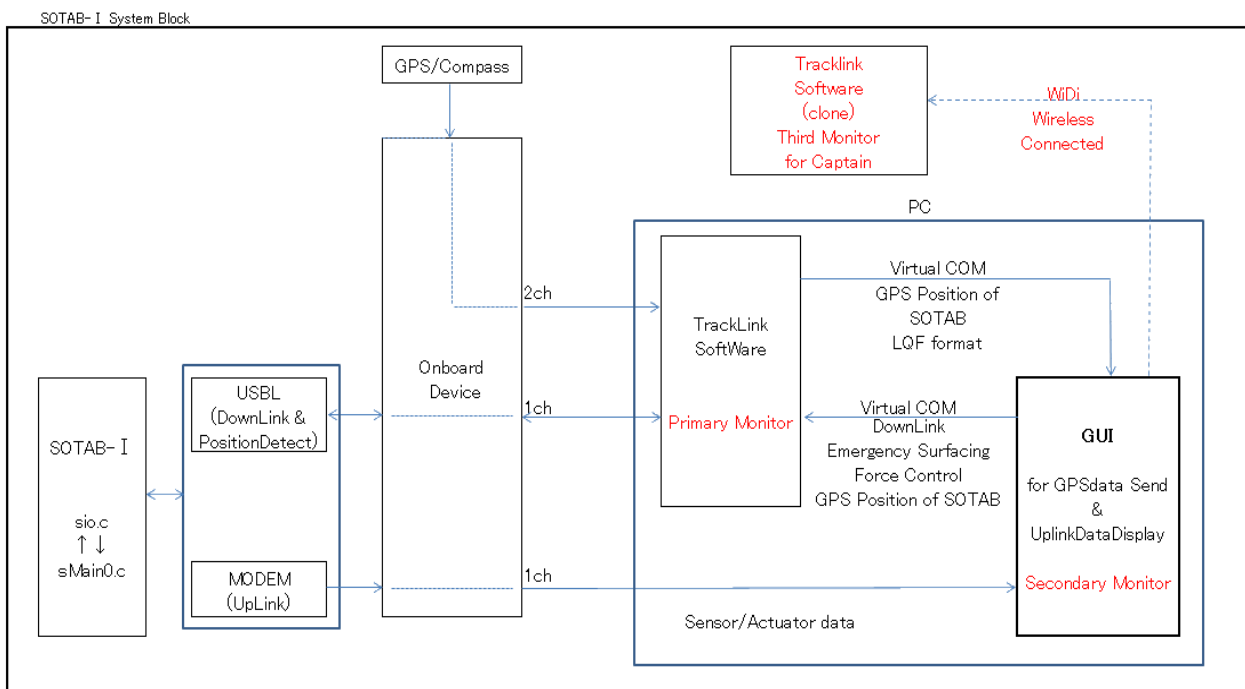 SOTAB-Ⅰ System Block
GPS/Compass
Tracklink
Software
(clone)
Third Monitor
for Captain
WiDi
Wireless
Connected
PC
2ch
Virtual COM
GPS Position of
SOTAB
LQF format
TrackLink
SoftWare
Primary Monitor
Onboard
Device
USBL
(DownLink &
PositionDetect)
1ch
Virtual COM
DownLink
Emergency Surfacing
Force Control
GPS Position of SOTAB
GUI
for GPSdata Send
&
UplinkDataDisplay
Secondary Monitor
SOTAB-Ⅰ
sio.c
↑↓
sMain0.c
MODEM
(UpLink)
1ch
Sensor/Actuator data